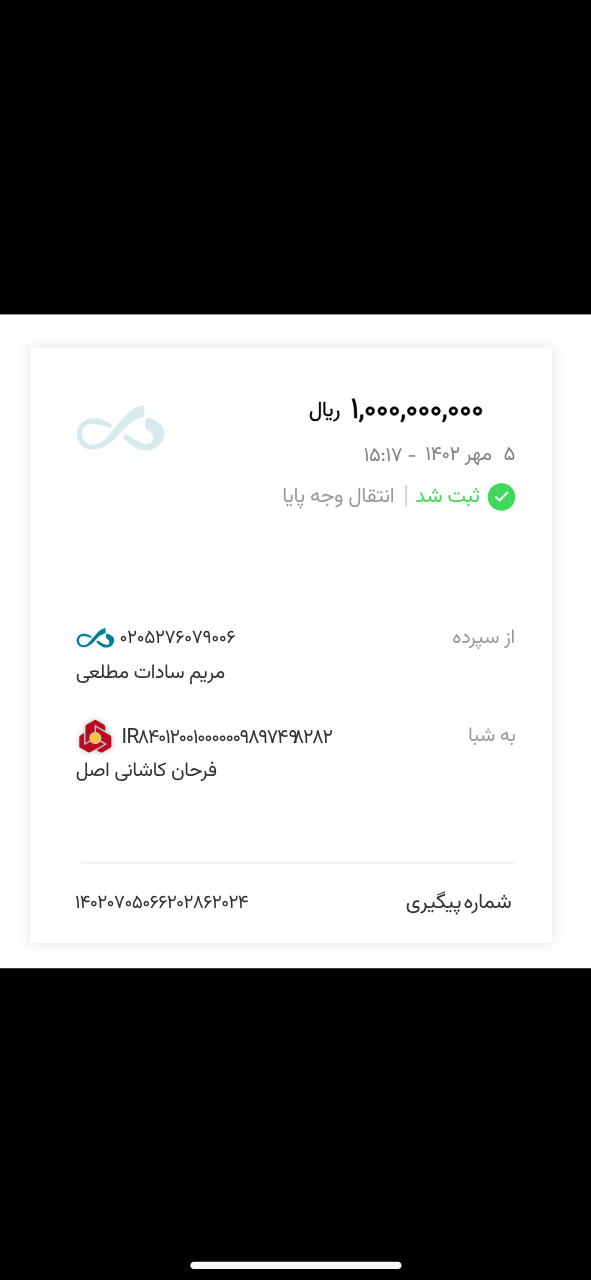 ۱,۰۰۰,۰۰۰,۰۰۰ ریال
۵ مهر ۱۴۰۲ - ۱۵:۱۷
ثبت شد | انتقال وجه پایا
از سپرده ۰۲۰۵۲۷۶۰۷۹۰۰۶
مریم سادات مطلعی
به شبا IR۸۴۰۱۲۰۰۱۰۰۰۰۰۰۰۹۸۹۷۴۹۸۲۸۲
فرحان کاشانی اصل
شماره پیگیری ۱۴۰۲۰۷۰۵۰۶۶۲۰۲۸۶۲۰۲۴